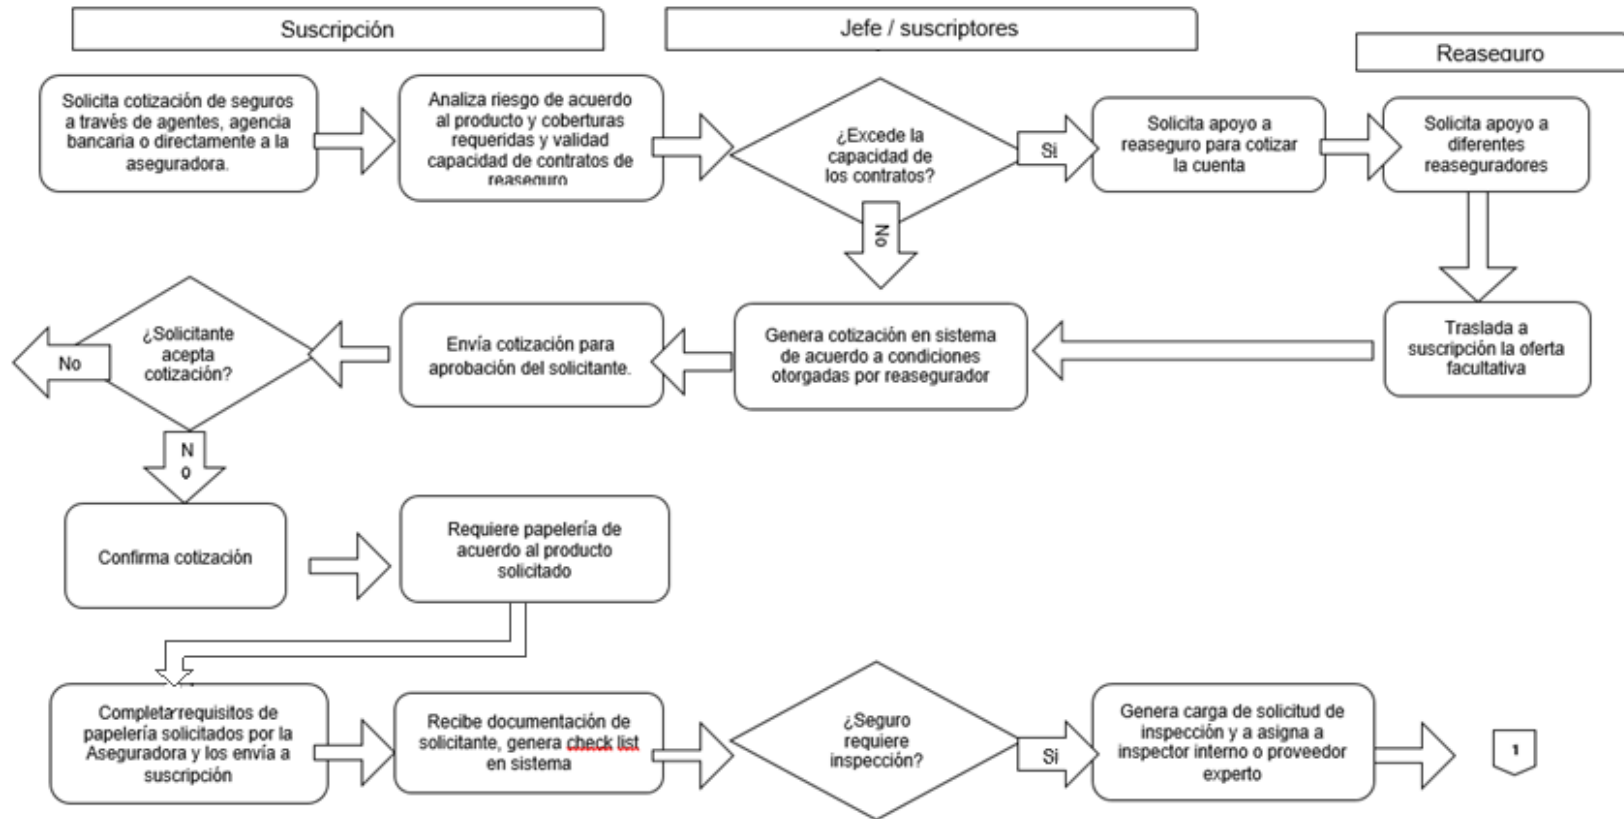 Suscripción
Jefe / suscriptores
Reaseguro
Solicita cotización de seguros
a través de agentes, agencia
bancaria o directamente a la
aseguradora.
Analiza riesgo de acuerdo
al producto y coberturas
requeridas y validad
capacidad de contratos de
reaseguro
¿Excede la
capacidad de
los contratos?
Si
Solicita apoyo a
reaseguro para cotizar
la cuenta
Solicita apoyo a
diferentes
reaseguradores
No
No
¿Solicitante
acepta
cotización?
Envía cotización para
aprobación del solicitante.
Genera cotización en sistema
de acuerdo a condiciones
otorgadas por reasegurador
Traslada a
suscripción la oferta
facultativa
N
o
Confirma cotización
Requiere papelería de
acuerdo al producto
solicitado
Completa requisitos de
papelería solicitados por la
Aseguradora y los envía a
suscripción
Recibe documentación de
solicitante, genera check list
en sistema
¿Seguro
requiere
inspección?
Si
Genera carga de solicitud de
inspección y a asigna a
inspector interno o proveedor
experto
1